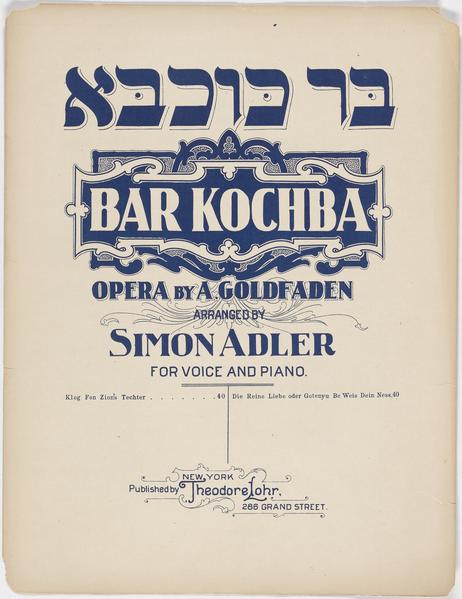 בר כוכבא
BAR KOCHBA
OPERA BY A. GOLDFADEN
ARRANGED BY
SIMON ADLER
FOR VOICE AND PIANO.
Klog Fon Zion's Techter . . . . . . . 40
Die Reine Liebe oder Gotenyu Be Weis Dein Neos, 40
NEW YORK
Published by Theodore Lohr,
286 GRAND STREET.